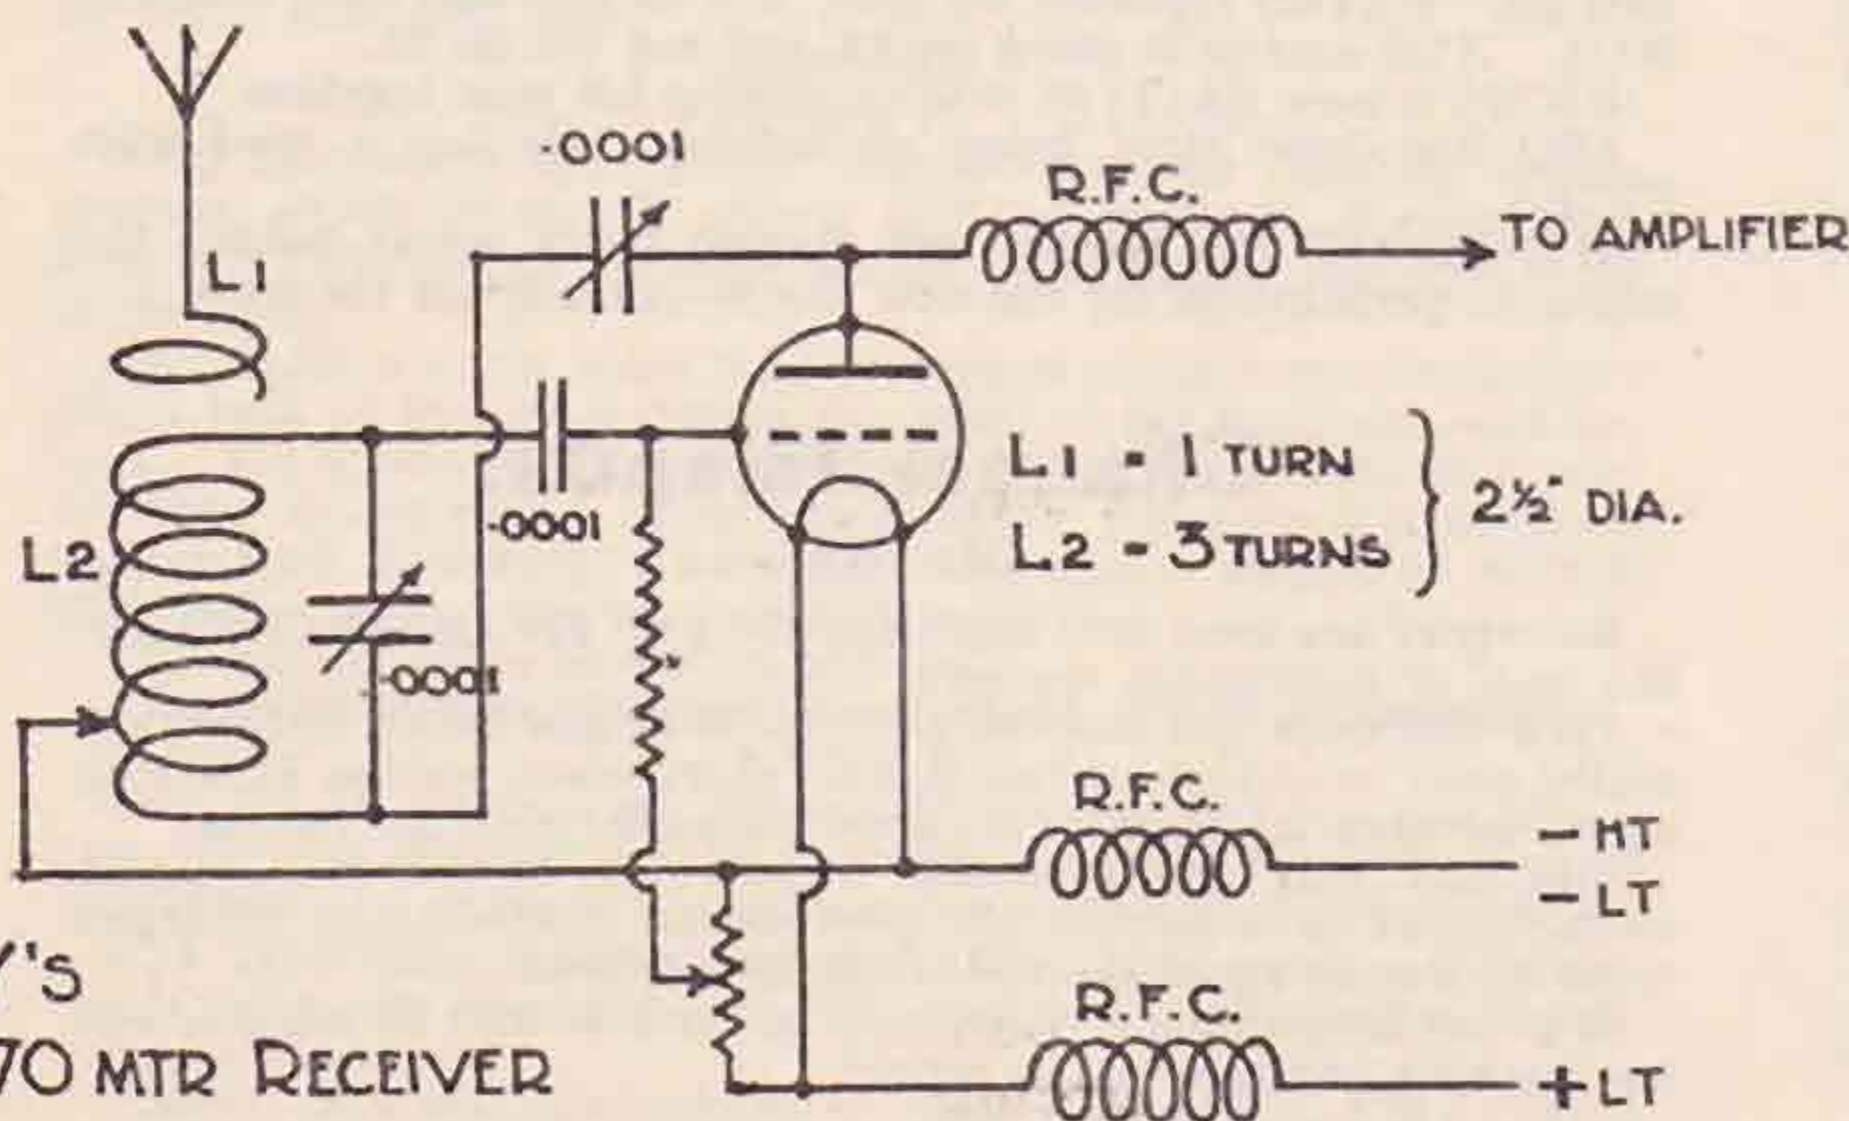 ·0001
R.F.C.
TO AMPLIFIER
L1
·0001
L1 - 1 TURN
L2 - 3 TURNS
2½" DIA.
L2
·0001
R.F.C.
- HT
- LT
R.F.C.
+ LT
Y'S
70 MTR RECEIVER